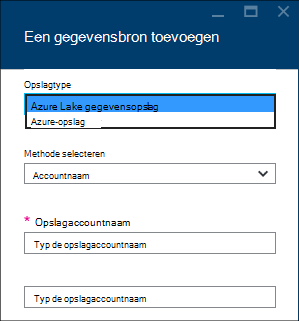 Een gegevensbron toevoegen
Opslagtype
Azure Lake gegevensopslag
Azure-opslag
Methode selecteren
Accountnaam
* Opslagaccountnaam
Typ de opslagaccountnaam
Typ de opslagaccountnaam